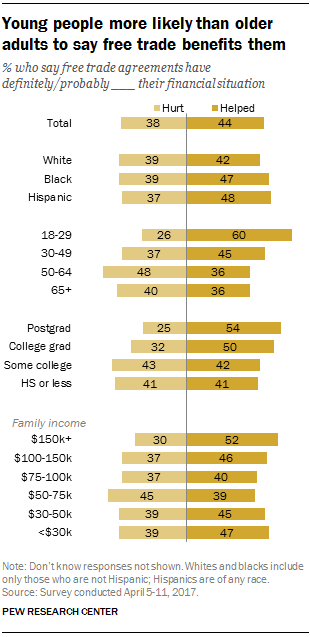 Young people more likely than older
adults to say free trade benefits them
% who say free trade agreements have
definitely/probably ___ their financial situation
Hurt Helped
Total 38 44
White 39 42
Black 39 47
Hispanic 37 48
18-29 26 60
30-49 37 45
50-64 48 36
65+ 40 36
Postgrad 25 54
College grad 32 50
Some college 43 42
HS or less 41 41
Family income
$150k+ 30 52
$100-150k 37 46
$75-100k 37 40
$50-75k 45 39
$30-50k 39 45
<$30k 39 47
Note: Don't know responses not shown. Whites and blacks include
only those who are not Hispanic; Hispanics are of any race.
Source: Survey conducted April 5-11, 2017.
PEW RESEARCH CENTER